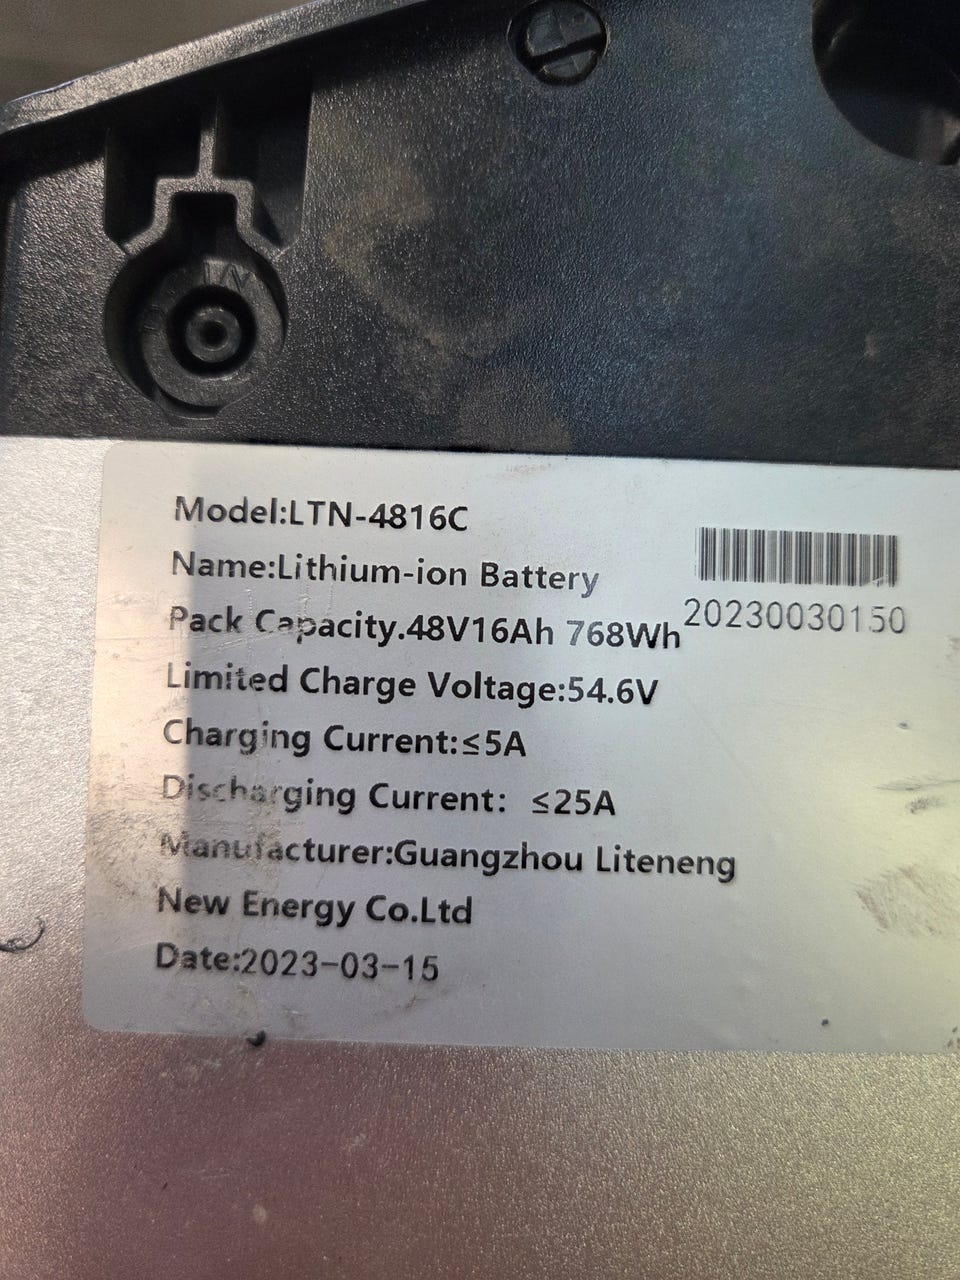 Model:LTN-4816C
Name:Lithium-ion Battery
Pack Capacity.48V16Ah 768Wh
20230030150
Limited Charge Voltage:54.6V
Charging Current:≤5A
Discharging Current: ≤25A
Manufacturer:Guangzhou Liteneng
New Energy Co.Ltd
Date:2023-03-15